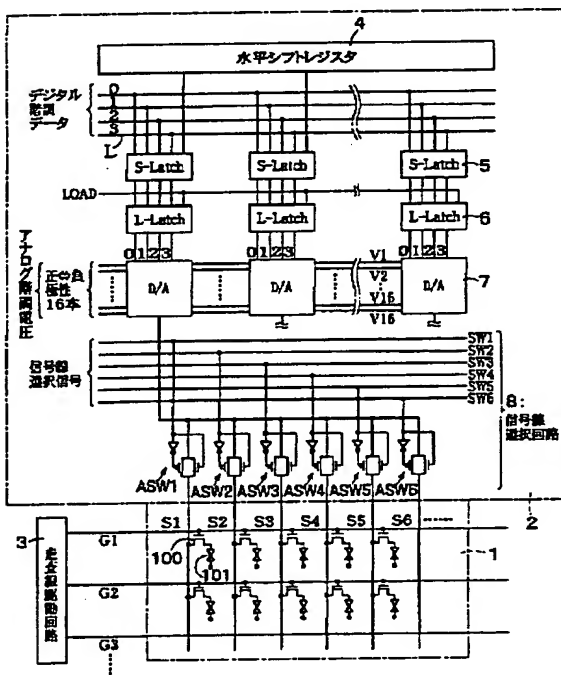 4
水平シフトレジスタ
デジタル
階調
データ
0
1
2
3
L
S-Latch
S-Latch
S-Latch
5
LOAD
L-Latch
L-Latch
L-Latch
6
0123
0123
0123
アナログ階調電圧
正⇔負
極性
16本
D/A
D/A
D/A
7
V1
V2
V15
V16
信号線
選択信号
SW1
SW2
SW3
SW4
SW5
SW6
8:
信号線
選択回路
ASW1
ASW2
ASW3
ASW4
ASW5
ASW6
2
3
走査線駆動回路
S1
S2
S3
S4
S5
S6
G1
100
101
1
G2
G3